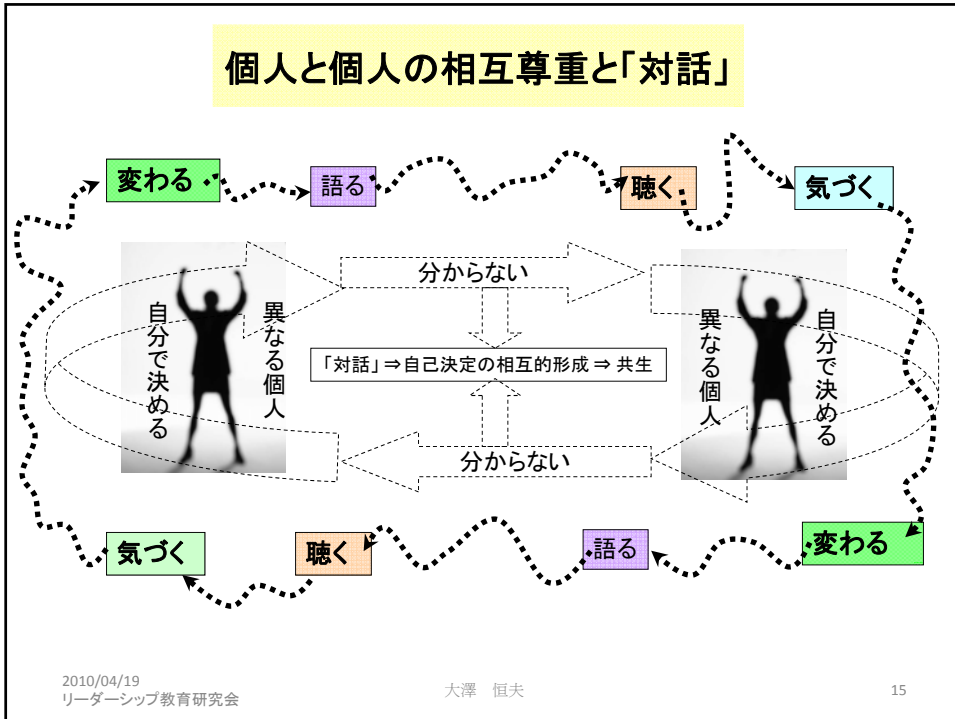 個人と個人の相互尊重と「対話」
変わる
語る
聴く
気づく
分からない
自分で決める
異なる個人
異なる個人
自分で決める
「対話」⇒自己決定の相互的形成⇒共生
分からない
気づく
聴く
語る
変わる
2010/04/19
リーダーシップ教育研究会
大澤 恒夫
15